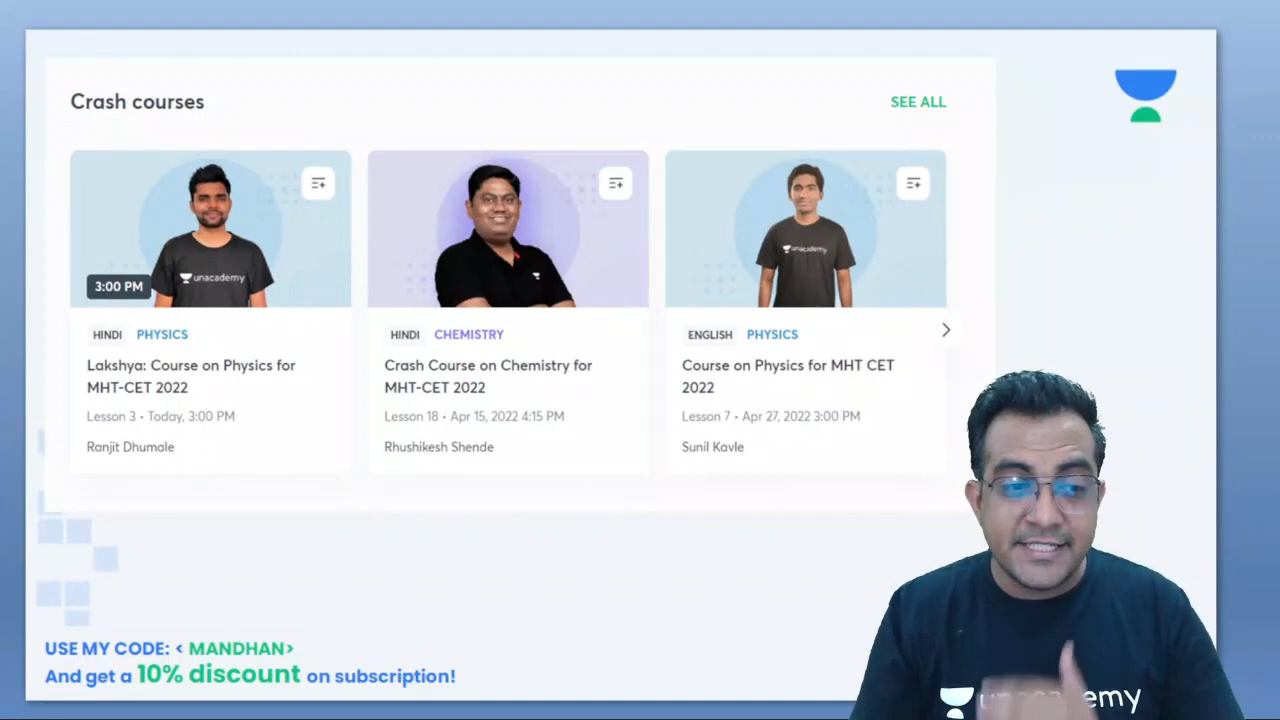 Crash courses
SEE ALL
unacademy
3:00 PM
HINDI PHYSICS
Lakshya: Course on Physics for
MHT-CET 2022
Lesson 3 • Today, 3:00 PM
Ranjit Dhumale
HINDI CHEMISTRY
Crash Course on Chemistry for
MHT-CET 2022
Lesson 18 • Apr 15, 2022 4:15 PM
Rhushikesh Shende
unacademy
ENGLISH PHYSICS
Course on Physics for MHT CET
2022
Lesson 7 • Apr 27, 2022 3:00 PM
Sunil Kavle
USE MY CODE: < MANDHAN>
And get a 10% discount on subscription!